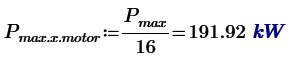 P_max.x.motor := P_max / 16 = 191.92 kW